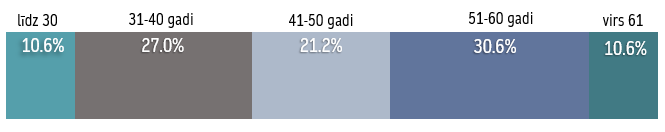 līdz 30 31-40 gadi 41-50 gadi 51-60 gadi virs 61
10.6% 27.0% 21.2% 30.6% 10.6%